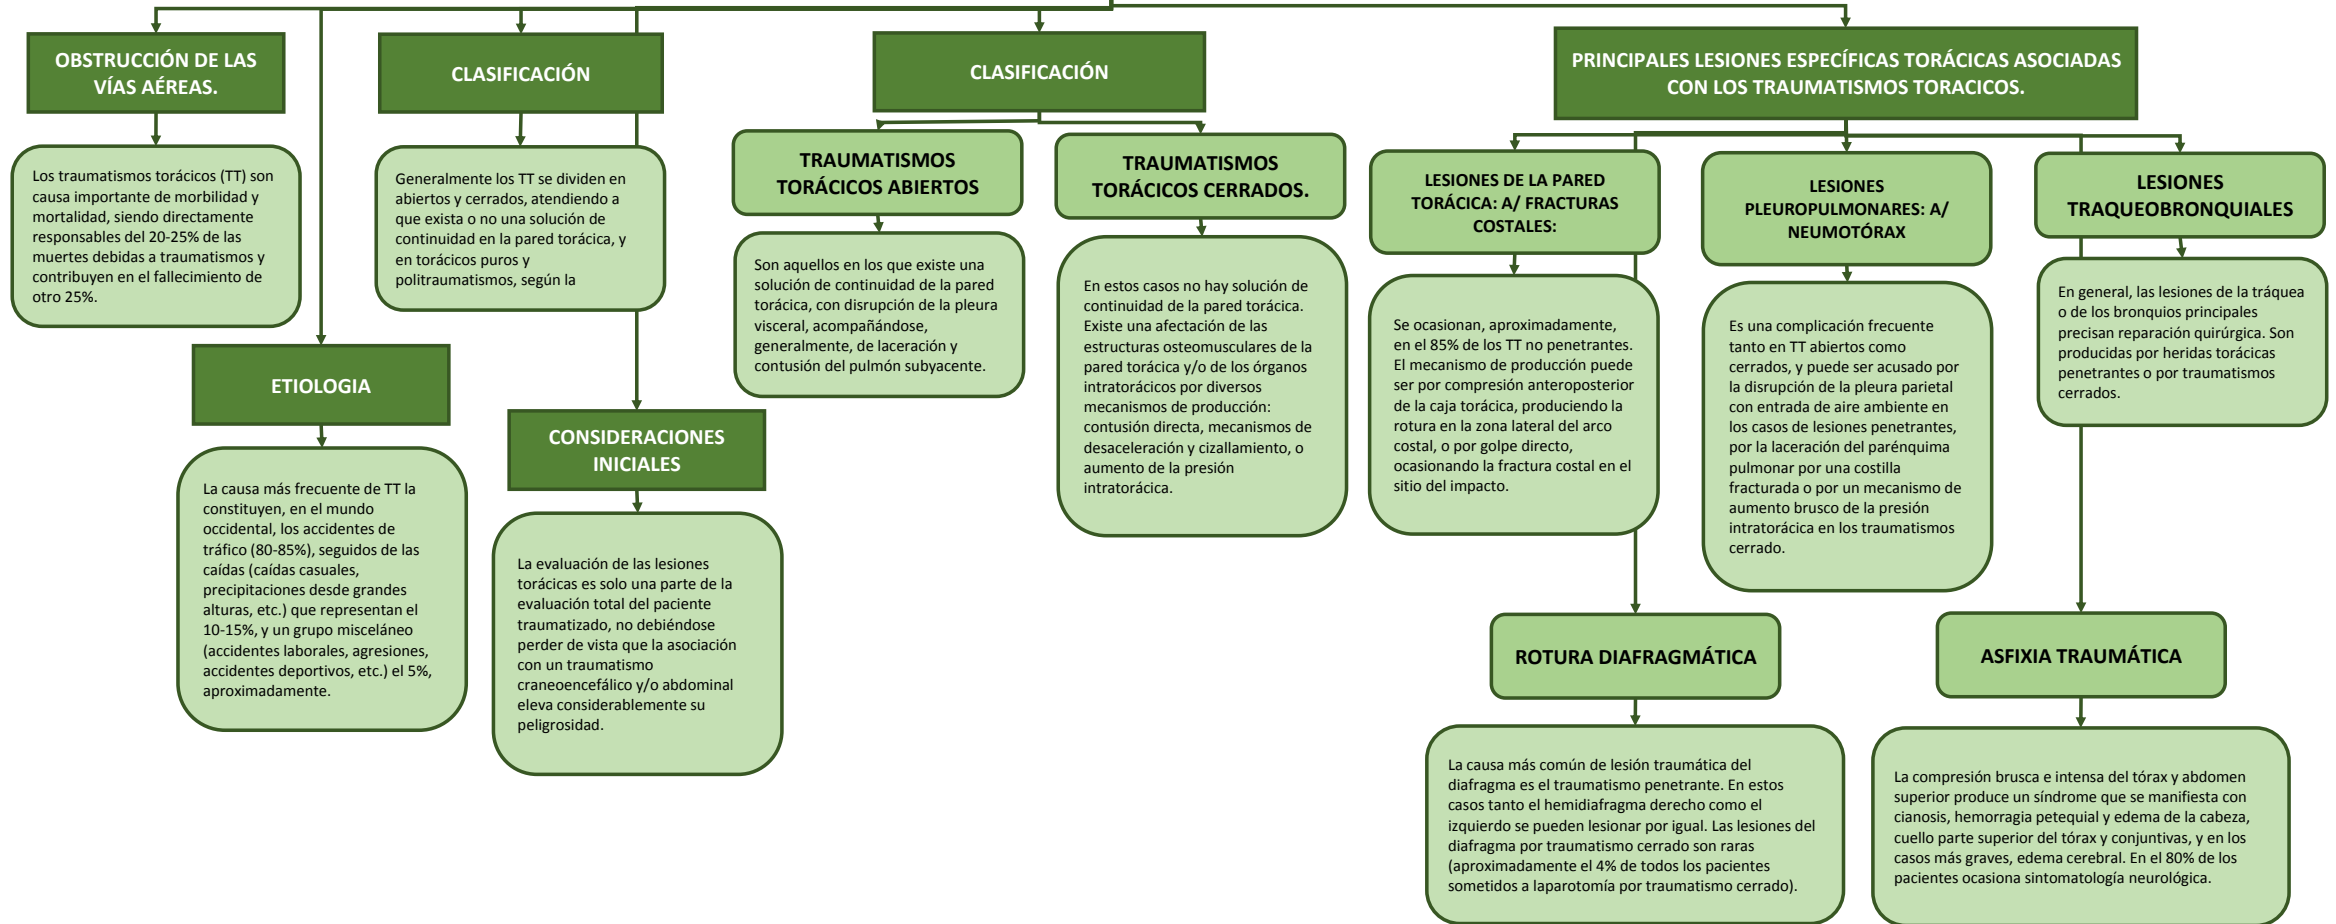 OBSTRUCCIÓN DE LAS
VÍAS AÉREAS.
Los traumatismos torácicos (TT) son
causa importante de morbilidad y
mortalidad, siendo directamente
responsables del 20-25% de las
muertes debidas a traumatismos y
contribuyen en el fallecimiento de
otro 25%.
ETIOLOGIA
La causa más frecuente de TT la
constituyen, en el mundo
occidental, los accidentes de
tráfico (80-85%), seguidos de las
caídas (caídas casuales,
precipitaciones desde grandes
alturas, etc.) que representan el
10-15%, y un grupo misceláneo
(accidentes laborales, agresiones,
accidentes deportivos, etc.) el 5%,
aproximadamente.
CLASIFICACIÓN
Generalmente los TT se dividen en
abiertos y cerrados, atendiendo a
que exista o no una solución de
continuidad en la pared torácica, y
en torácicos puros y
politraumatismos, según la
CONSIDERACIONES
INICIALES
La evaluación de las lesiones
torácicas es solo una parte de la
evaluación total del paciente
traumatizado, no debiéndose
perder de vista que la asociación
con un traumatismo
craneoencefálico y/o abdominal
eleva considerablemente su
peligrosidad.
CLASIFICACIÓN
TRAUMATISMOS
TORÁCICOS ABIERTOS
Son aquellos en los que existe una
solución de continuidad de la pared
torácica, con disrupción de la pleura
visceral, acompañándose,
generalmente, de laceración y
contusión del pulmón subyacente.
TRAUMATISMOS
TORÁCICOS CERRADOS.
En estos casos no hay solución de
continuidad de la pared torácica.
Existe una afectación de las
estructuras osteomusculares de la
pared torácica y/o de los órganos
intratorácicos por diversos
mecanismos de producción:
contusión directa, mecanismos de
desaceleración y cizallamiento, o
aumento de la presión
intratorácica.
PRINCIPALES LESIONES ESPECÍFICAS TORÁCICAS ASOCIADAS
CON LOS TRAUMATISMOS TORACICOS.
LESIONES DE LA PARED
TORÁCICA: A/ FRACTURAS
COSTALES:
Se ocasionan, aproximadamente,
en el 85% de los TT no penetrantes.
El mecanismo de producción puede
ser por compresión anteroposterior
de la caja torácica, produciendo la
rotura en la zona lateral del arco
costal, o por golpe directo,
ocasionando la fractura costal en el
sitio del impacto.
LESIONES
PLEUROPULMONARES: A/
NEUMOTÓRAX
Es una complicación frecuente
tanto en TT abiertos como
cerrados, y puede ser acusado por
la disrupción de la pleura parietal
con entrada de aire ambiente en
los casos de lesiones penetrantes,
por la laceración del parénquima
pulmonar por una costilla
fracturada o por un mecanismo de
aumento brusco de la presión
intratorácica en los traumatismos
cerrado.
LESIONES
TRAQUEOBRONQUIALES
En general, las lesiones de la tráquea
o de los bronquios principales
precisan reparación quirúrgica. Son
producidas por heridas torácicas
penetrantes o por traumatismos
cerrados.
ROTURA DIAFRAGMÁTICA
La causa más común de lesión traumática del
diafragma es el traumatismo penetrante. En estos
casos tanto el hemidiafragma derecho como el
izquierdo se pueden lesionar por igual. Las lesiones del
diafragma por traumatismo cerrado son raras
(aproximadamente el 4% de todos los pacientes
sometidos a laparotomía por traumatismo cerrado).
ASFIXIA TRAUMÁTICA
La compresión brusca e intensa del tórax y abdomen
superior produce un síndrome que se manifiesta con
cianosis, hemorragia petequial y edema de la cabeza,
cuello parte superior del tórax y conjuntivas, y en los
casos más graves, edema cerebral. En el 80% de los
pacientes ocasiona sintomatología neurológica.